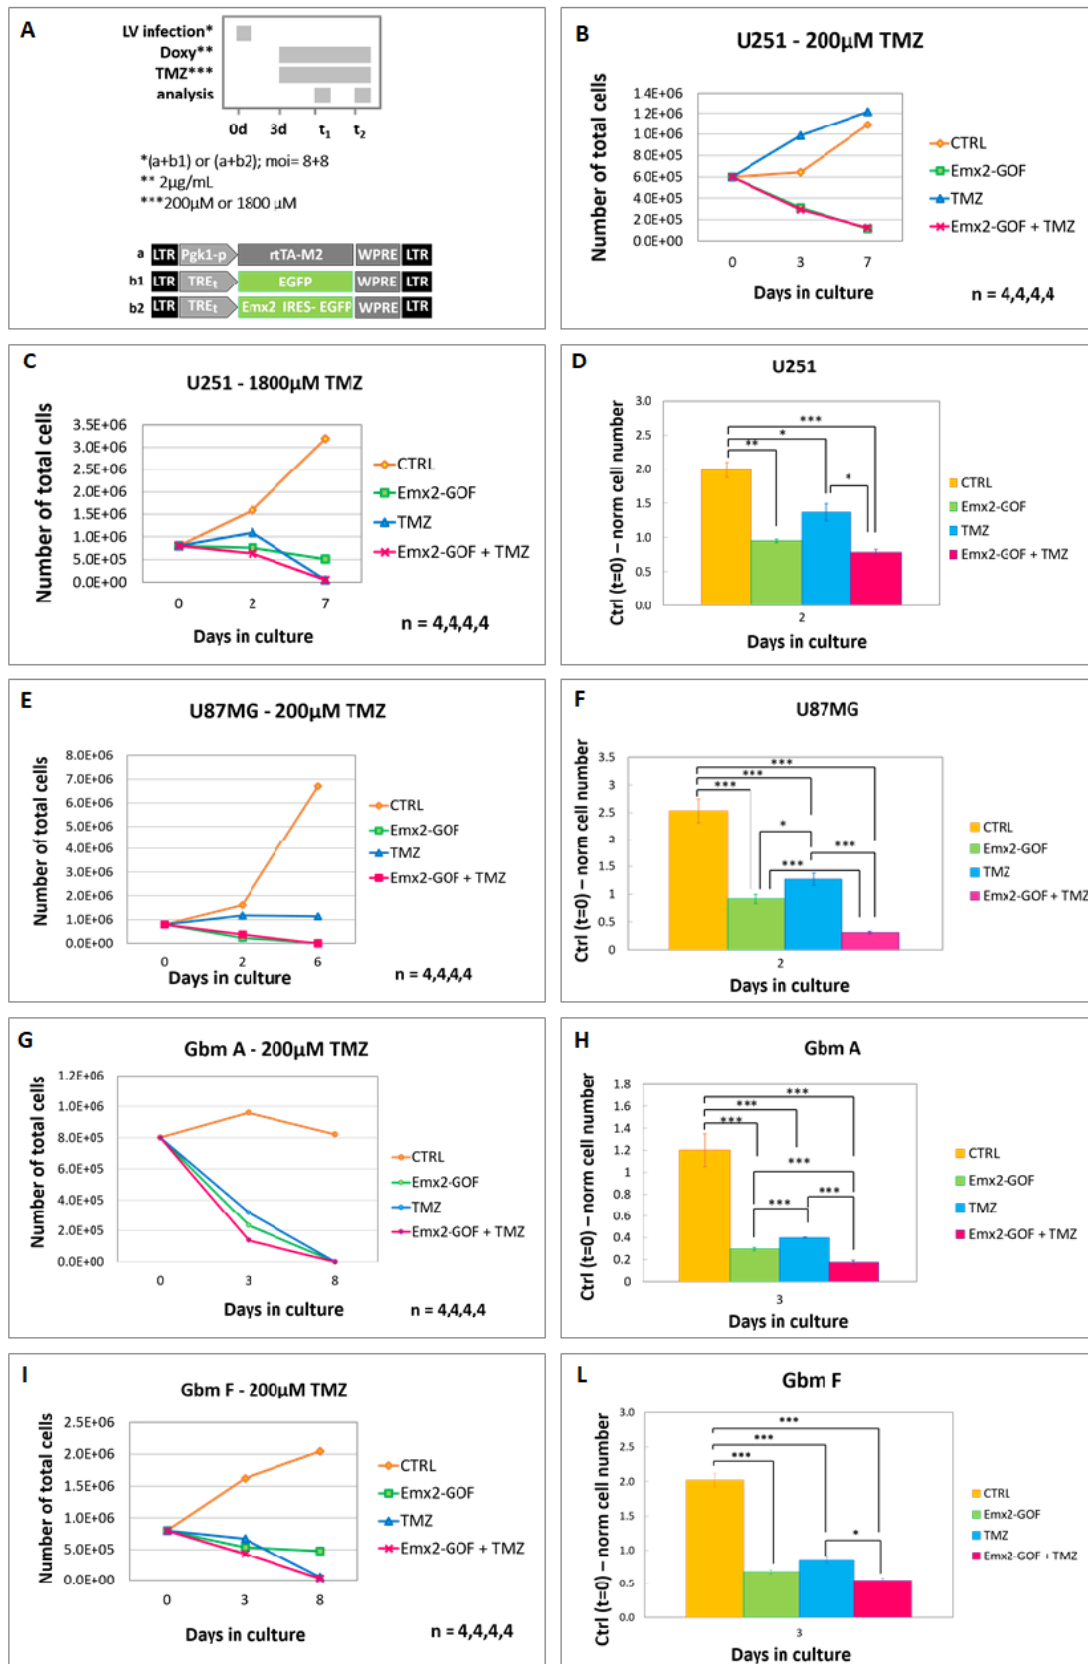 A
LV infection*
Doxy**
TMZ***
analysis
0d 3d τ1 τ2
*(a+b1) or (a+b2); moi= 8+8
** 2µg/mL
***200µM or 1800 µM
a LTR Pgk1-p rtTA-M2 WPRE LTR
b1 LTR TREt EGFP WPRE LTR
b2 LTR TREt Emx2 IRES- EGFP WPRE LTR
B
U251 - 200µM TMZ
Number of total cells
1.4E+06
1.2E+06
1.0E+06
8.0E+05
6.0E+05
4.0E+05
2.0E+05
0.0E+00
0 3 7
Days in culture
CTRL
Emx2-GOF
TMZ
Emx2-GOF + TMZ
n = 4,4,4,4
C
U251 - 1800µM TMZ
Number of total cells
3.5E+06
3.0E+06
2.5E+06
2.0E+06
1.5E+06
1.0E+06
5.0E+05
0.0E+00
0 2 7
Days in culture
CTRL
Emx2-GOF
TMZ
Emx2-GOF + TMZ
n = 4,4,4,4
D
U251
Ctrl (t=0) – norm cell number
3.0
2.5
2.0
1.5
1.0
0.5
0.0
***
*
**
*
2
Days in culture
CTRL
Emx2-GOF
TMZ
Emx2-GOF + TMZ
E
U87MG - 200µM TMZ
Number of total cells
8.0E+06
7.0E+06
6.0E+06
5.0E+06
4.0E+06
3.0E+06
2.0E+06
1.0E+06
0.0E+00
0 2 6
Days in culture
CTRL
Emx2-GOF
TMZ
Emx2-GOF + TMZ
n = 4,4,4,4
F
U87MG
Ctrl (t=0) – norm cell number
3.5
3
2.5
2
1.5
1
0.5
0
***
***
***
*
***
***
2
Days in culture
CTRL
Emx2-GOF
TMZ
Emx2-GOF + TMZ
G
Gbm A - 200µM TMZ
Number of total cells
1.2E+06
1.0E+06
8.0E+05
6.0E+05
4.0E+05
2.0E+05
0.0E+00
0 3 8
Days in culture
CTRL
Emx2-GOF
TMZ
Emx2-GOF + TMZ
n = 4,4,4,4
H
Gbm A
Ctrl (t=0) – norm cell number
1.8
1.6
1.4
1.2
1
0.8
0.6
0.4
0.2
0
***
***
***
***
***
***
3
Days in culture
CTRL
Emx2-GOF
TMZ
Emx2-GOF + TMZ
I
Gbm F - 200µM TMZ
Number of total cells
2.5E+06
2.0E+06
1.5E+06
1.0E+06
5.0E+05
0.0E+00
0 3 8
Days in culture
CTRL
Emx2-GOF
TMZ
Emx2-GOF + TMZ
n = 4,4,4,4
L
Gbm F
Ctrl (t=0) – norm cell number
3.0
2.5
2.0
1.5
1.0
0.5
0.0
***
***
***
*
3
Days in culture
CTRL
Emx2-GOF
TMZ
Emx2-GOF + TMZ